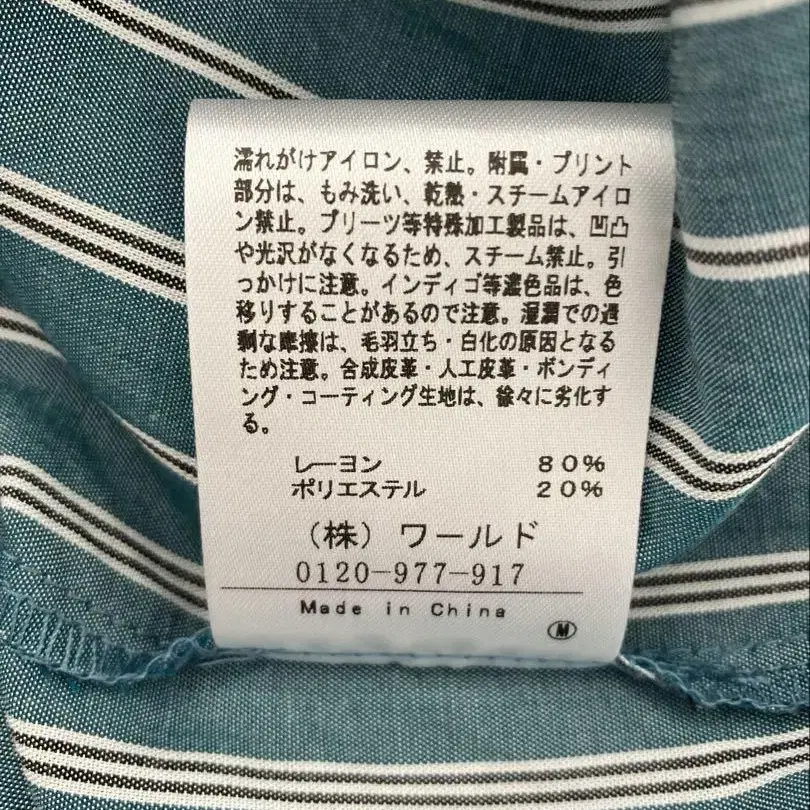 濡れがけアイロン、禁止。附属・プリント
部分は、もみ洗い、乾熱・スチームアイロ
ン禁止。プリーツ等特殊加工製品は、凹凸
や光沢がなくなるため、スチーム禁止。引
っかけに注意。インディゴ等濃色品は、色
移りすることがあるので注意。湿潤での過
剰な摩擦は、毛羽立ち・白化の原因となる
ため注意。合成皮革・人工皮革・ボンディ
ング・コーティング生地は、徐々に劣化す
る。
レーヨン 80%
ポリエステル 20%
(株)ワールド
0120-977-917
Made in China
M